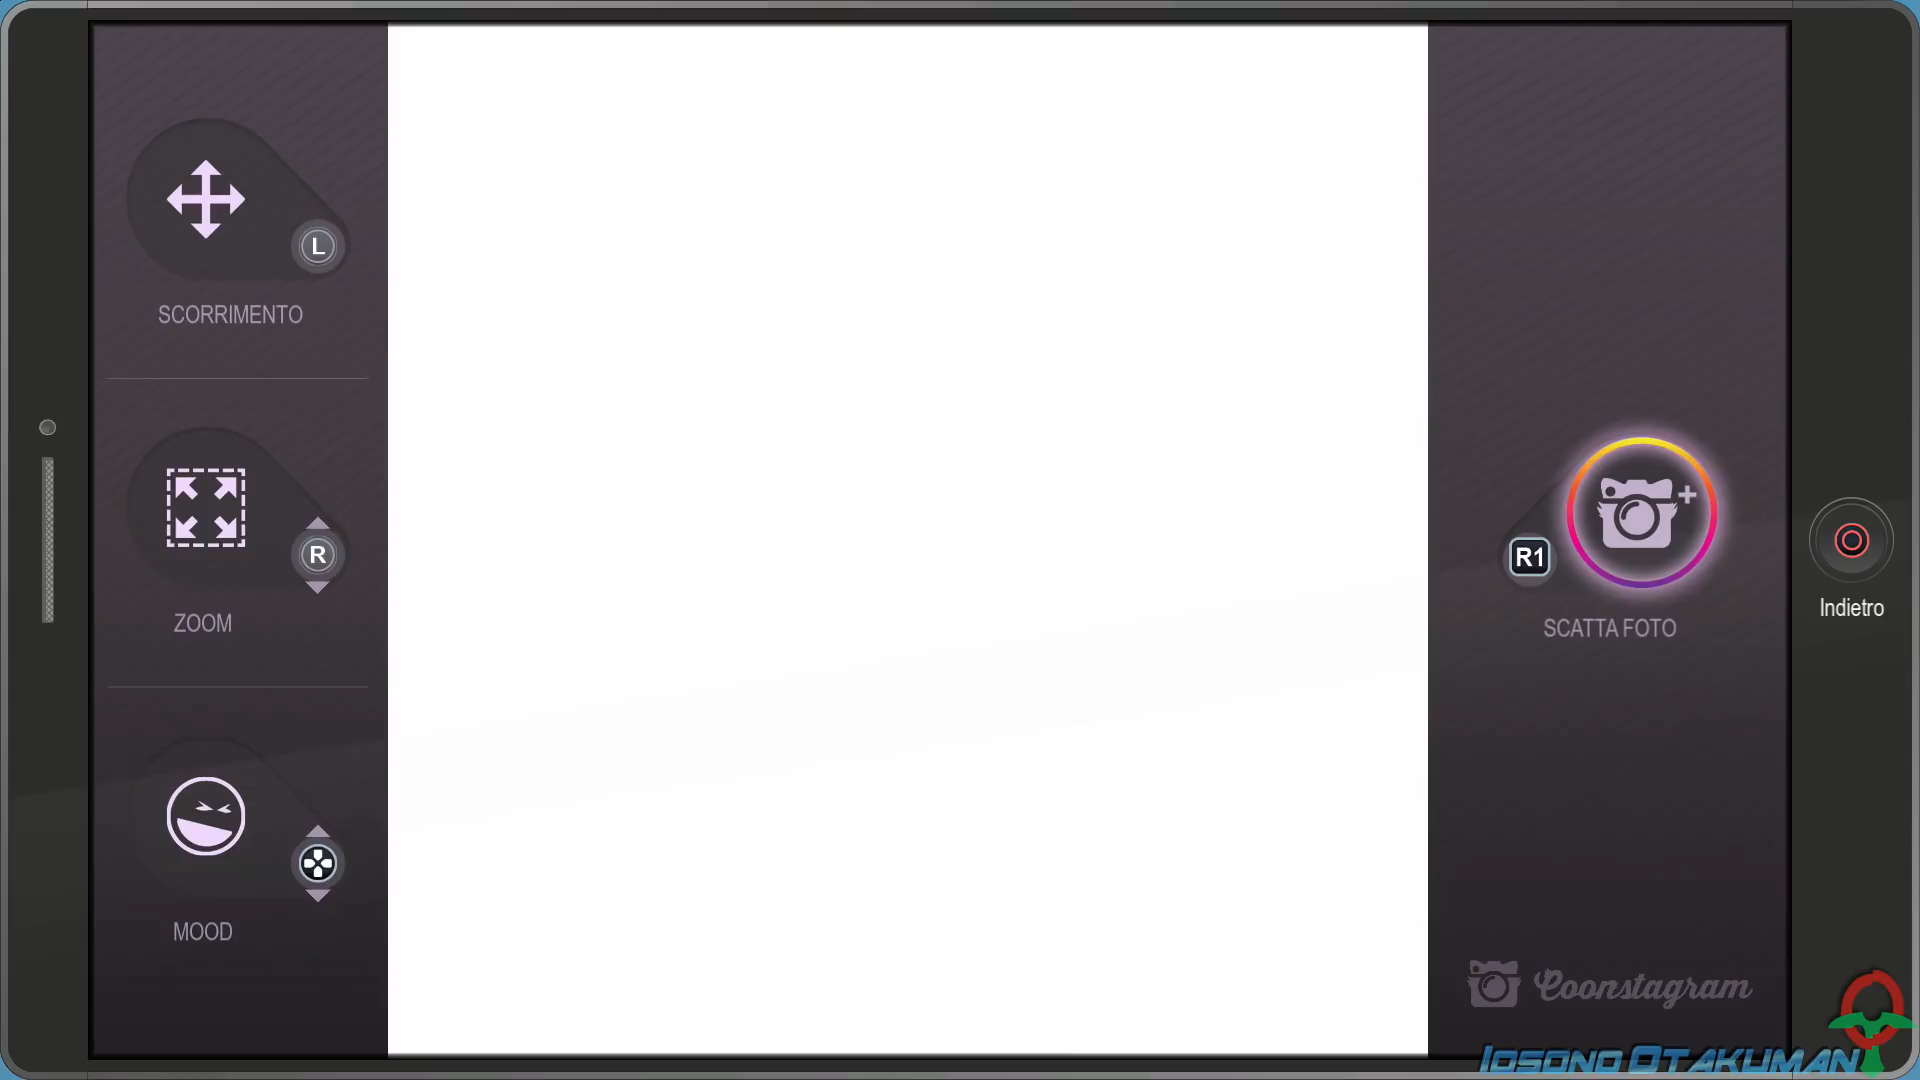 SCORRIMENTO
L
ZOOM
R
MOOD
R1
SCATTA FOTO
Indietro
Coonstagram
IOSONO OTAKUMAN